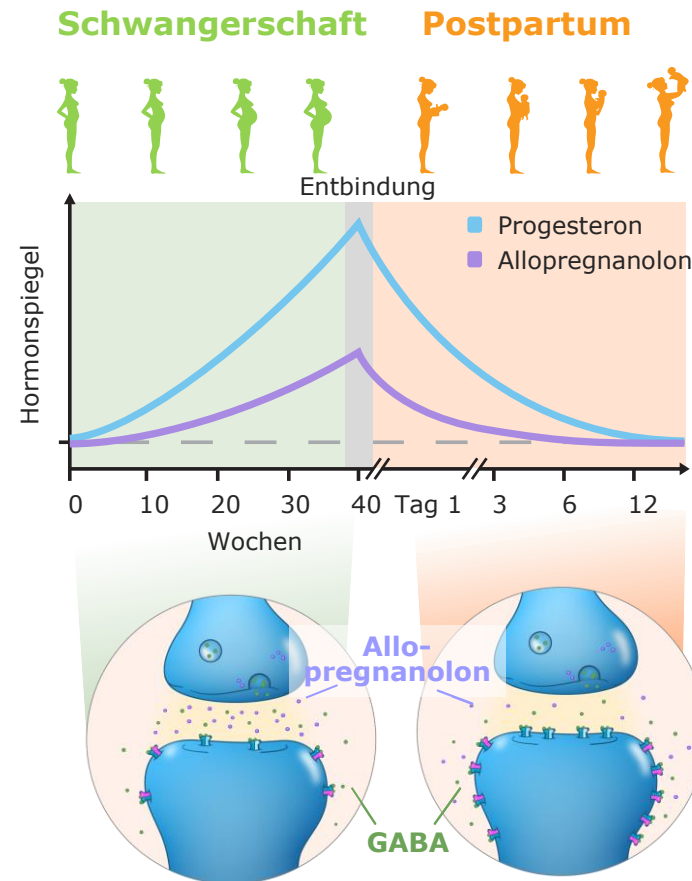 Schwangerschaft
Postpartum
Entbindung
Progesteron
Allopregnanolon
Hormonspiegel
0 10 20 30 40 Tag 1 3 6 12
Wochen
Allo-
pregnanolon
GABA